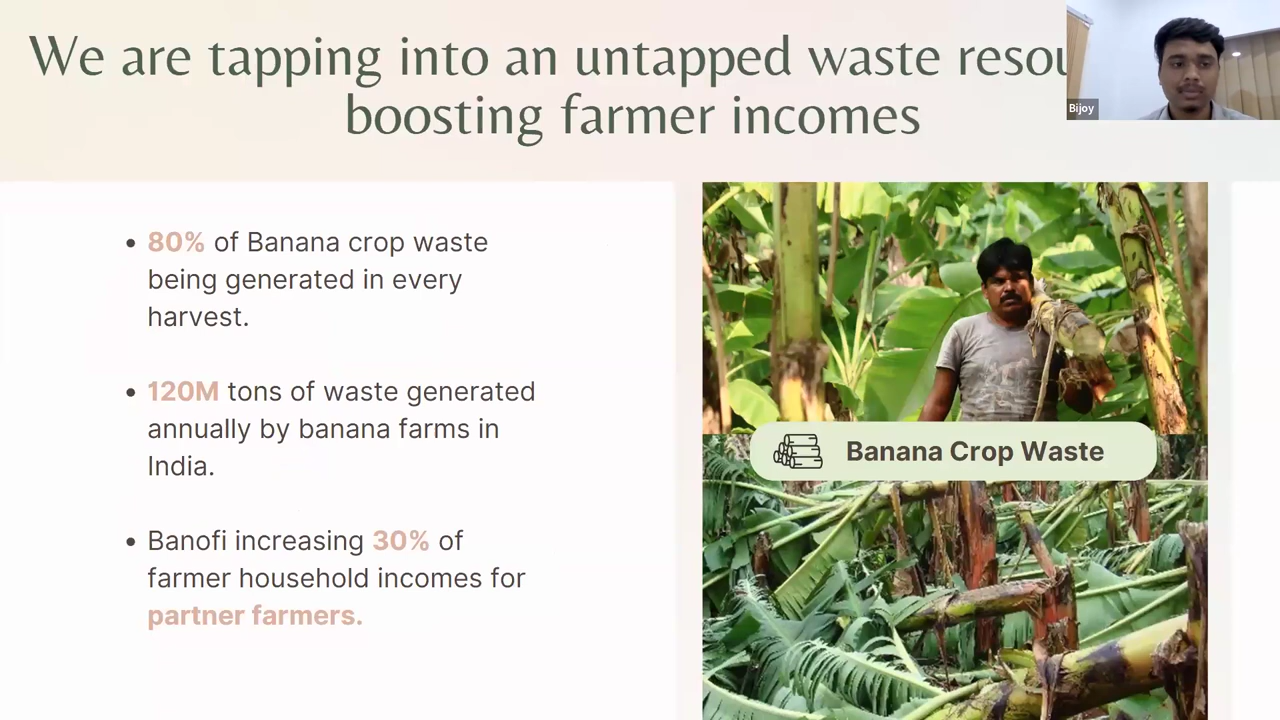 We are tapping into an untapped waste
boosting farmer incomes
Bijoy
• 80% of Banana crop waste
being generated in every
harvest.
• 120M tons of waste generated
annually by banana farms in
India.
• Banofi increasing 30% of
farmer household incomes for
partner farmers.
Banana Crop Waste